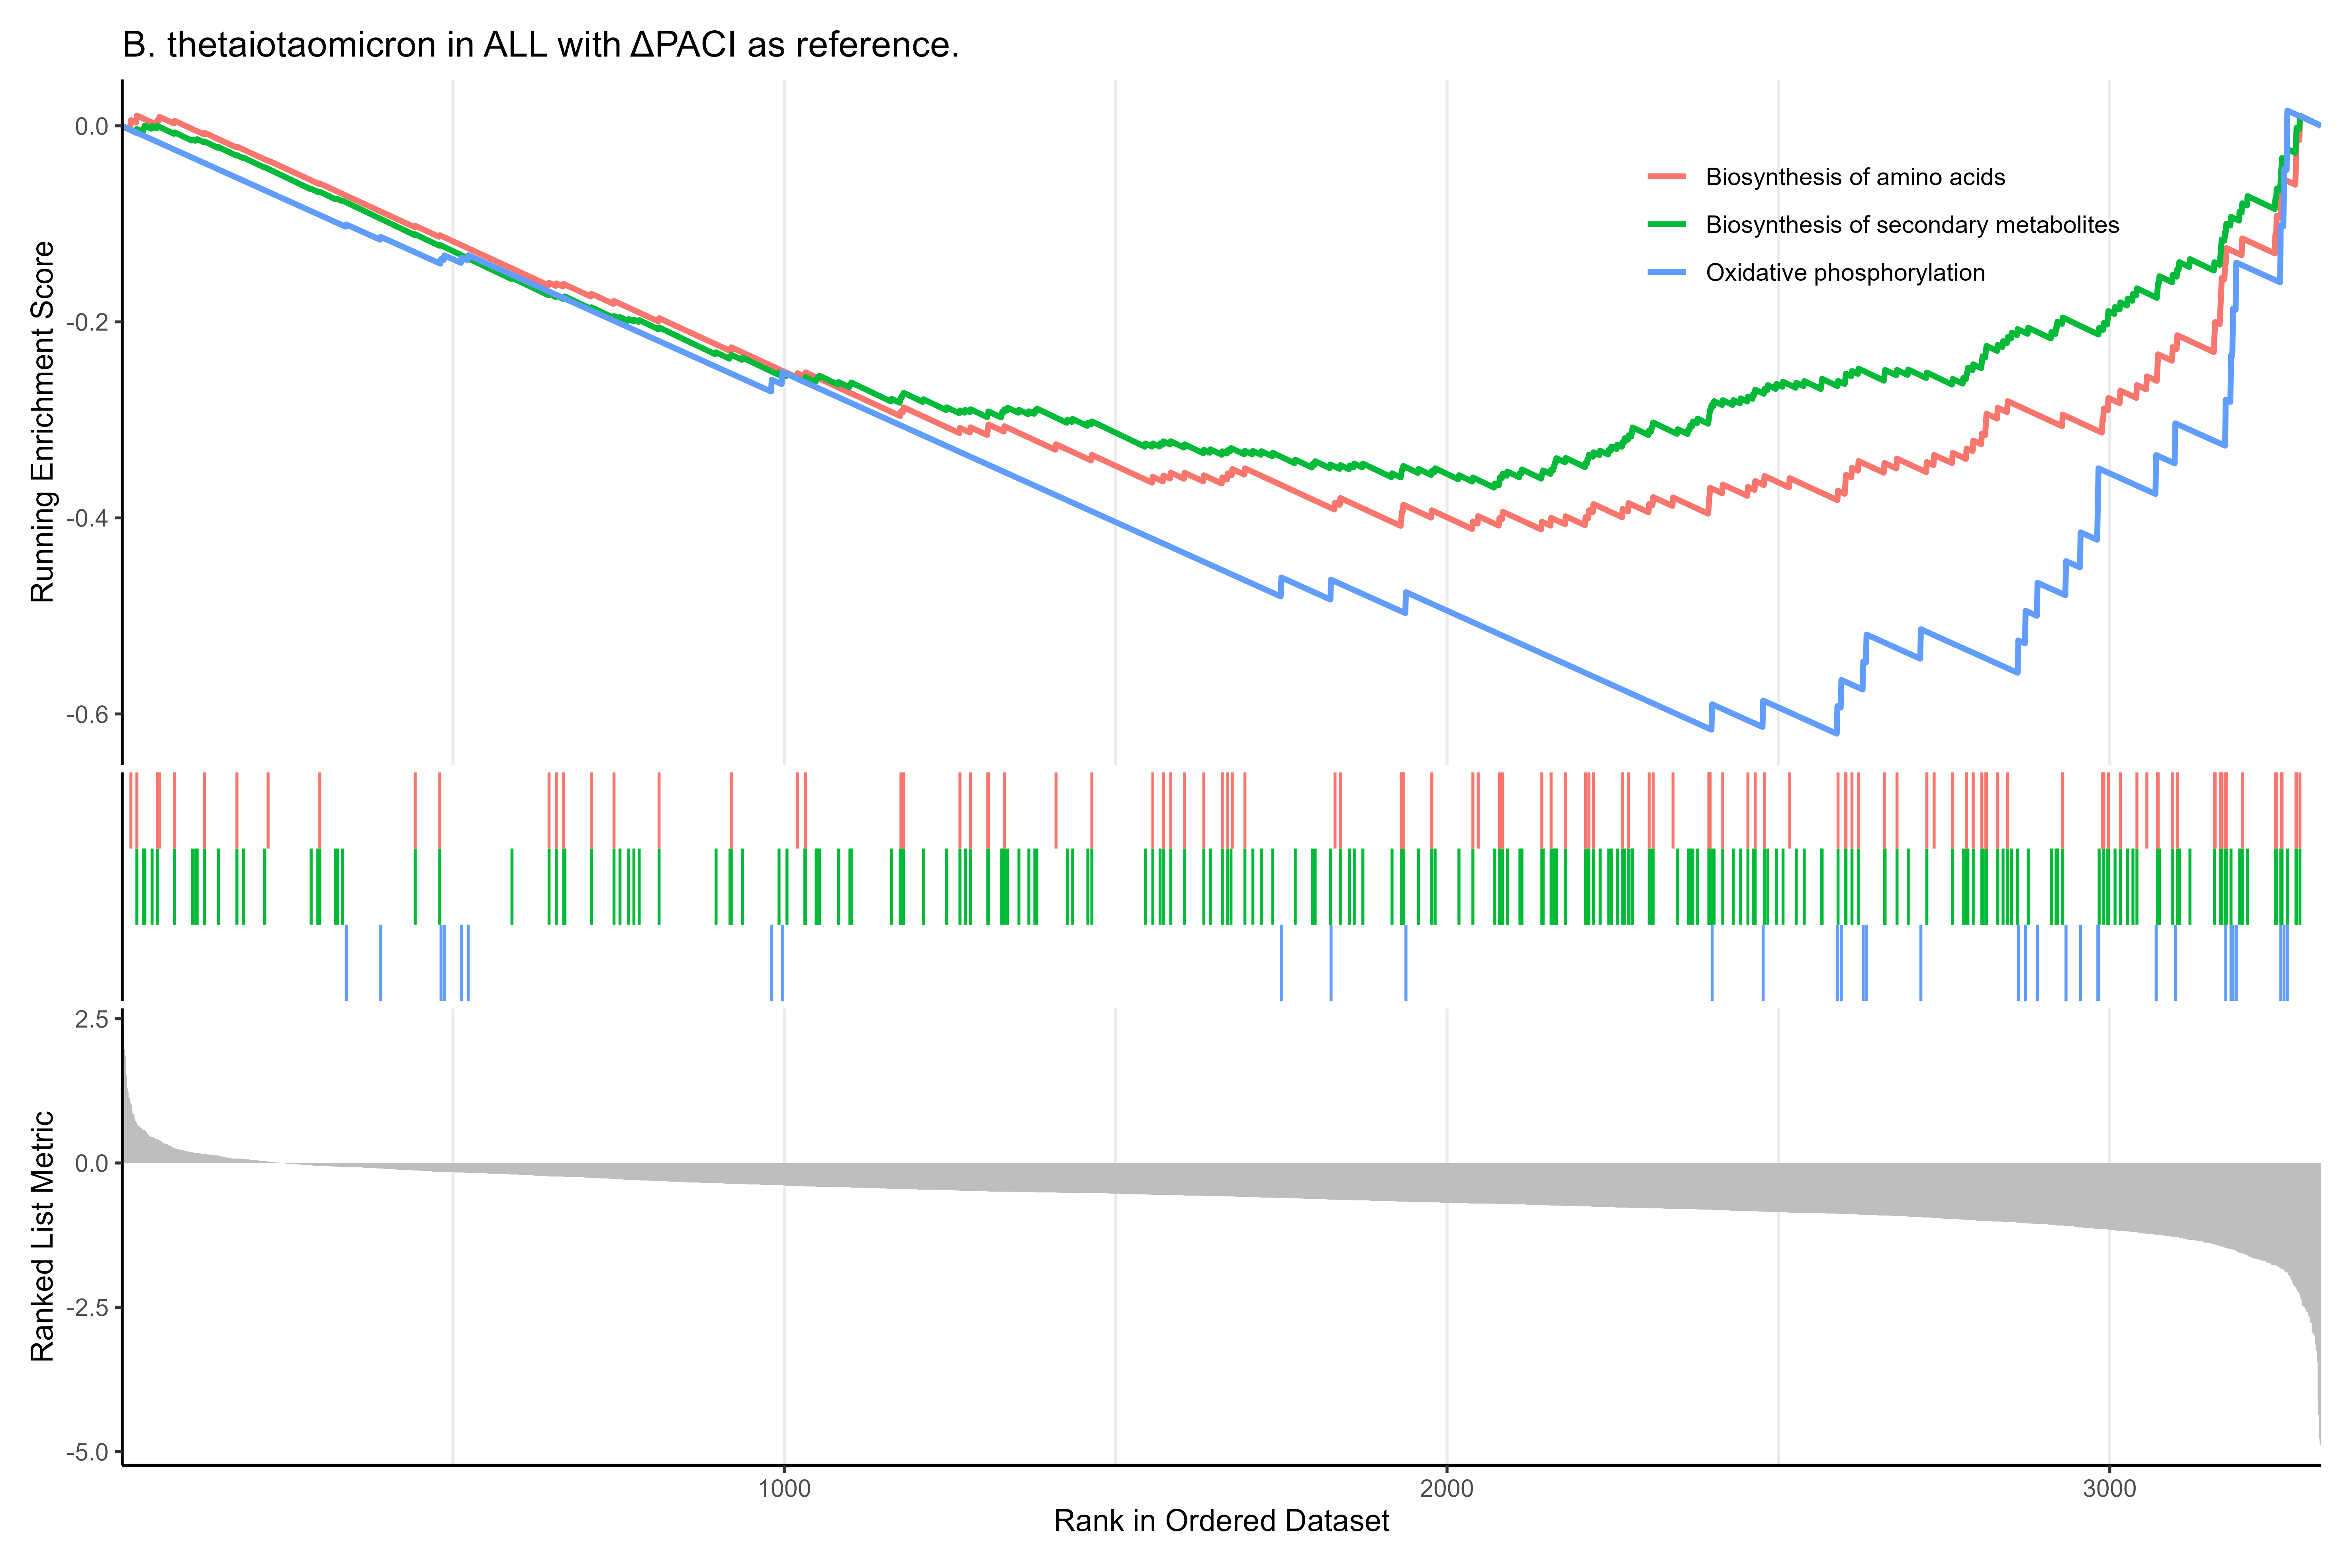 B. thetaiotaomicron in ALL with ΔPACI as reference.
Running Enrichment Score
0.0
-0.2
-0.4
-0.6
Biosynthesis of amino acids
Biosynthesis of secondary metabolites
Oxidative phosphorylation
Ranked List Metric
2.5
0.0
-2.5
-5.0
1000
2000
3000
Rank in Ordered Dataset